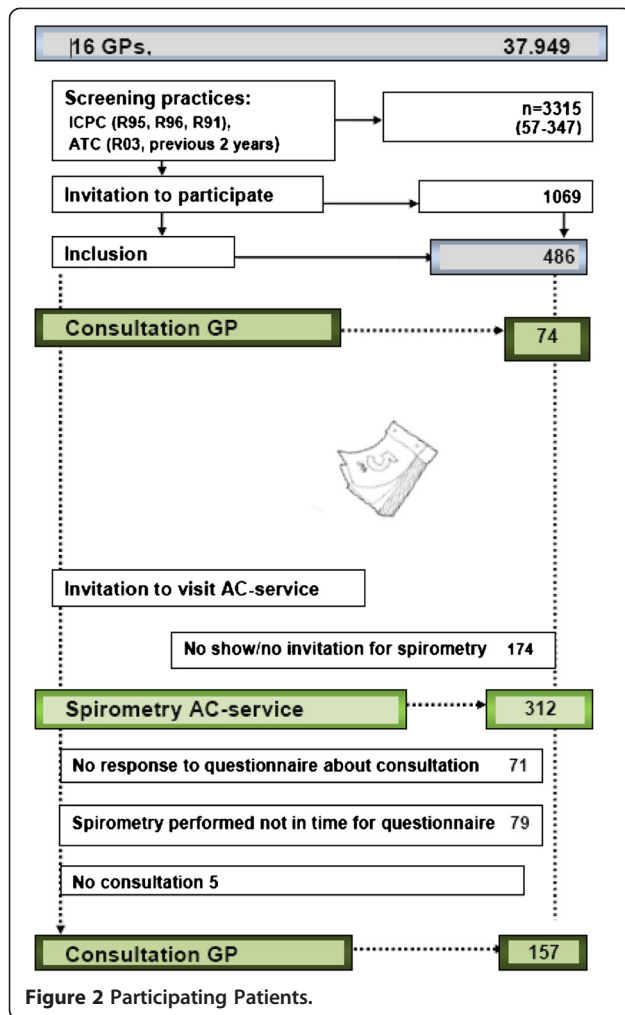 16 GPs, 37.949
Screening practices:
ICPC (R95, R96, R91),
ATC (R03, previous 2 years)
n=3315
(57-347)
Invitation to participate 1069
Inclusion 486
Consultation GP 74
5
Invitation to visit AC-service
No show/no invitation for spirometry 174
Spirometry AC-service 312
No response to questionnaire about consultation 71
Spirometry performed not in time for questionnaire 79
No consultation 5
Consultation GP 157
Figure 2 Participating Patients.